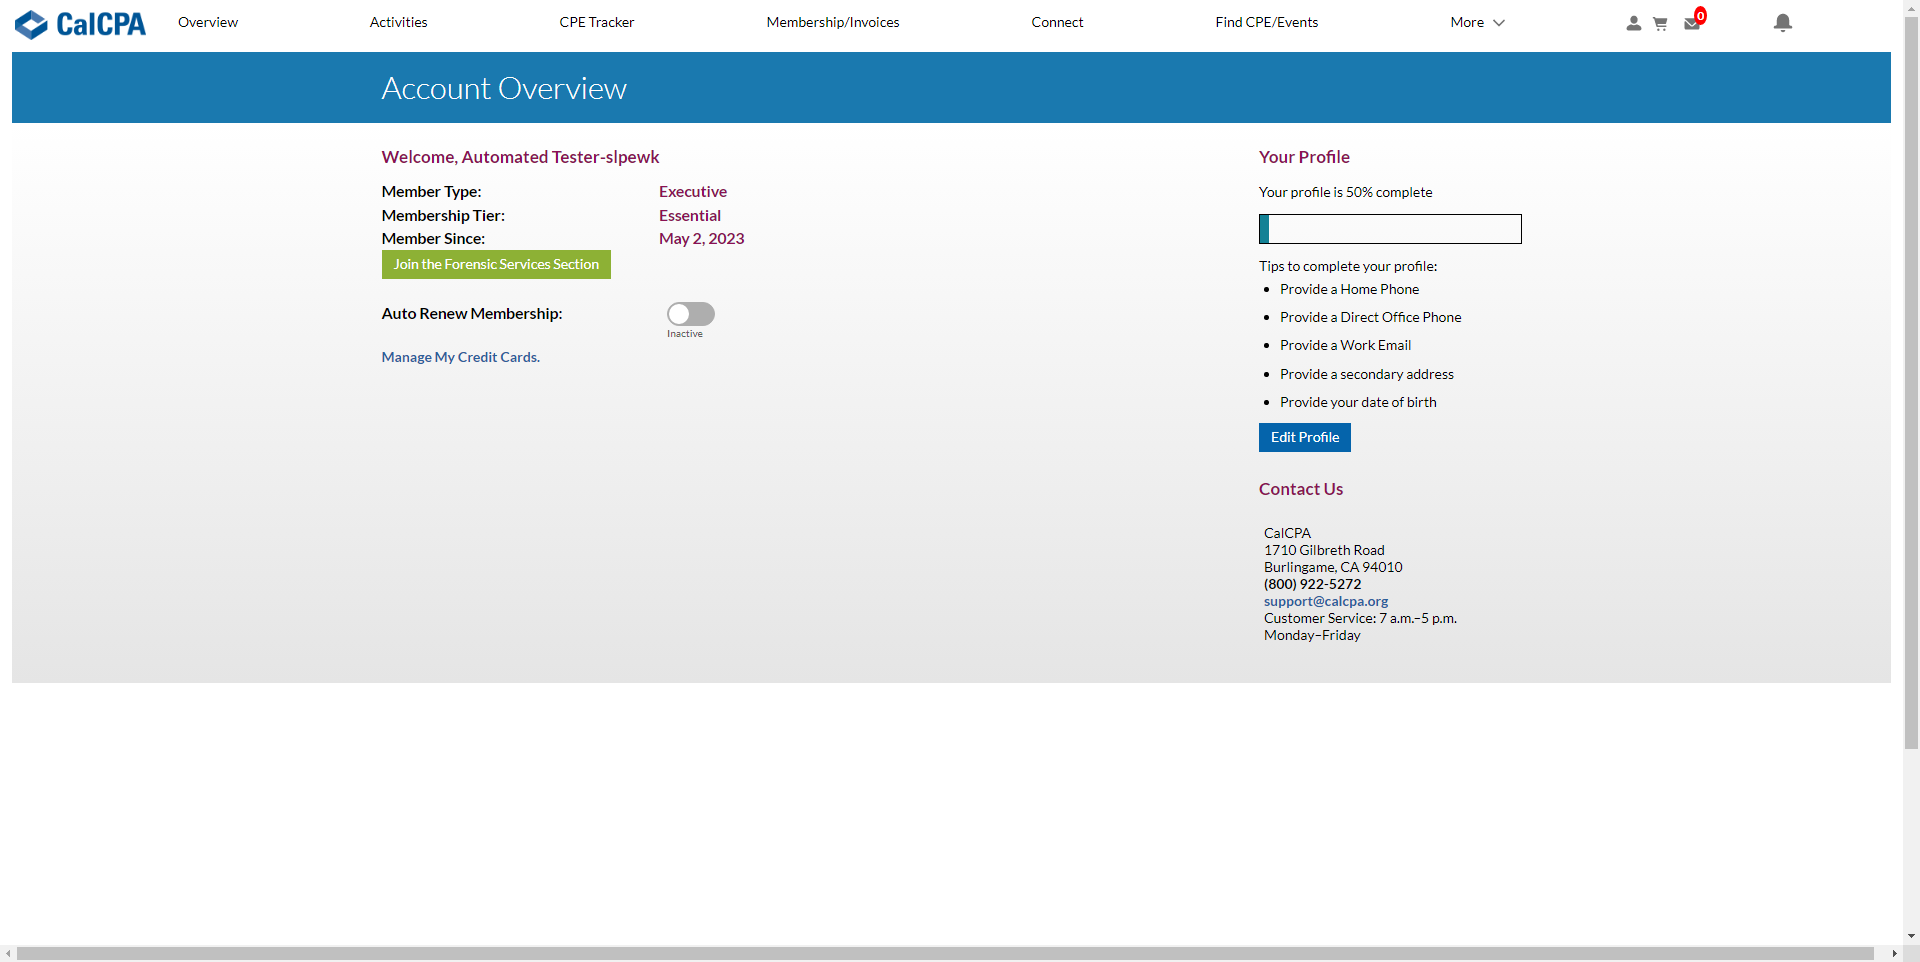 CalCPA
Overview
Activities
CPE Tracker
Membership/Invoices
Connect
Find CPE/Events
More
0
Account Overview
Welcome, Automated Tester-slpewk
Member Type: Executive
Membership Tier: Essential
Member Since: May 2, 2023
Join the Forensic Services Section
Auto Renew Membership:
Inactive
Manage My Credit Cards.
Your Profile
Your profile is 50% complete
Tips to complete your profile:
Provide a Home Phone
Provide a Direct Office Phone
Provide a Work Email
Provide a secondary address
Provide your date of birth
Edit Profile
Contact Us
CalCPA
1710 Gilbreth Road
Burlingame, CA 94010
(800) 922-5272
support@calcpa.org
Customer Service: 7 a.m.–5 p.m.
Monday–Friday